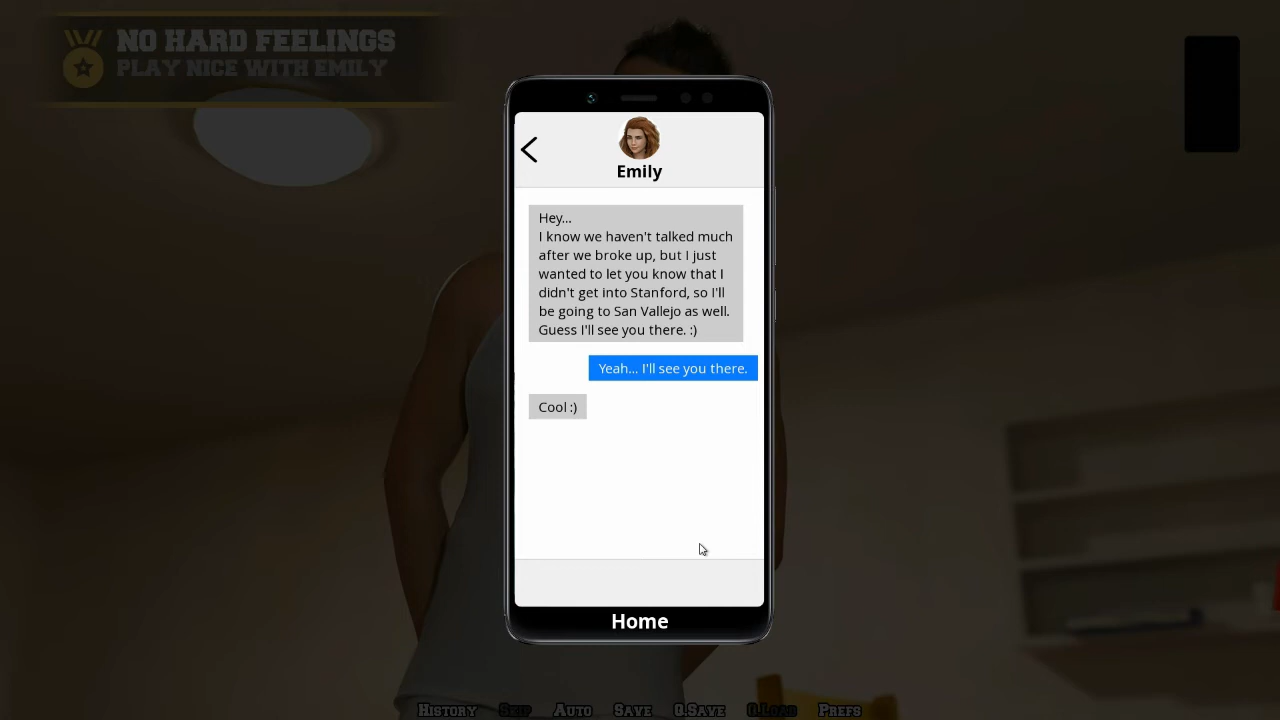 NO HARD FEELINGS
PLAY NICE WITH EMILY
Emily
Hey...
I know we haven't talked much
after we broke up, but I just
wanted to let you know that I
didn't get into Stanford, so I'll
be going to San Vallejo as well.
Guess I'll see you there. :)
Yeah... I'll see you there.
Cool :)
Home
History Skip Auto Save Q.Save Q.Load Prefs